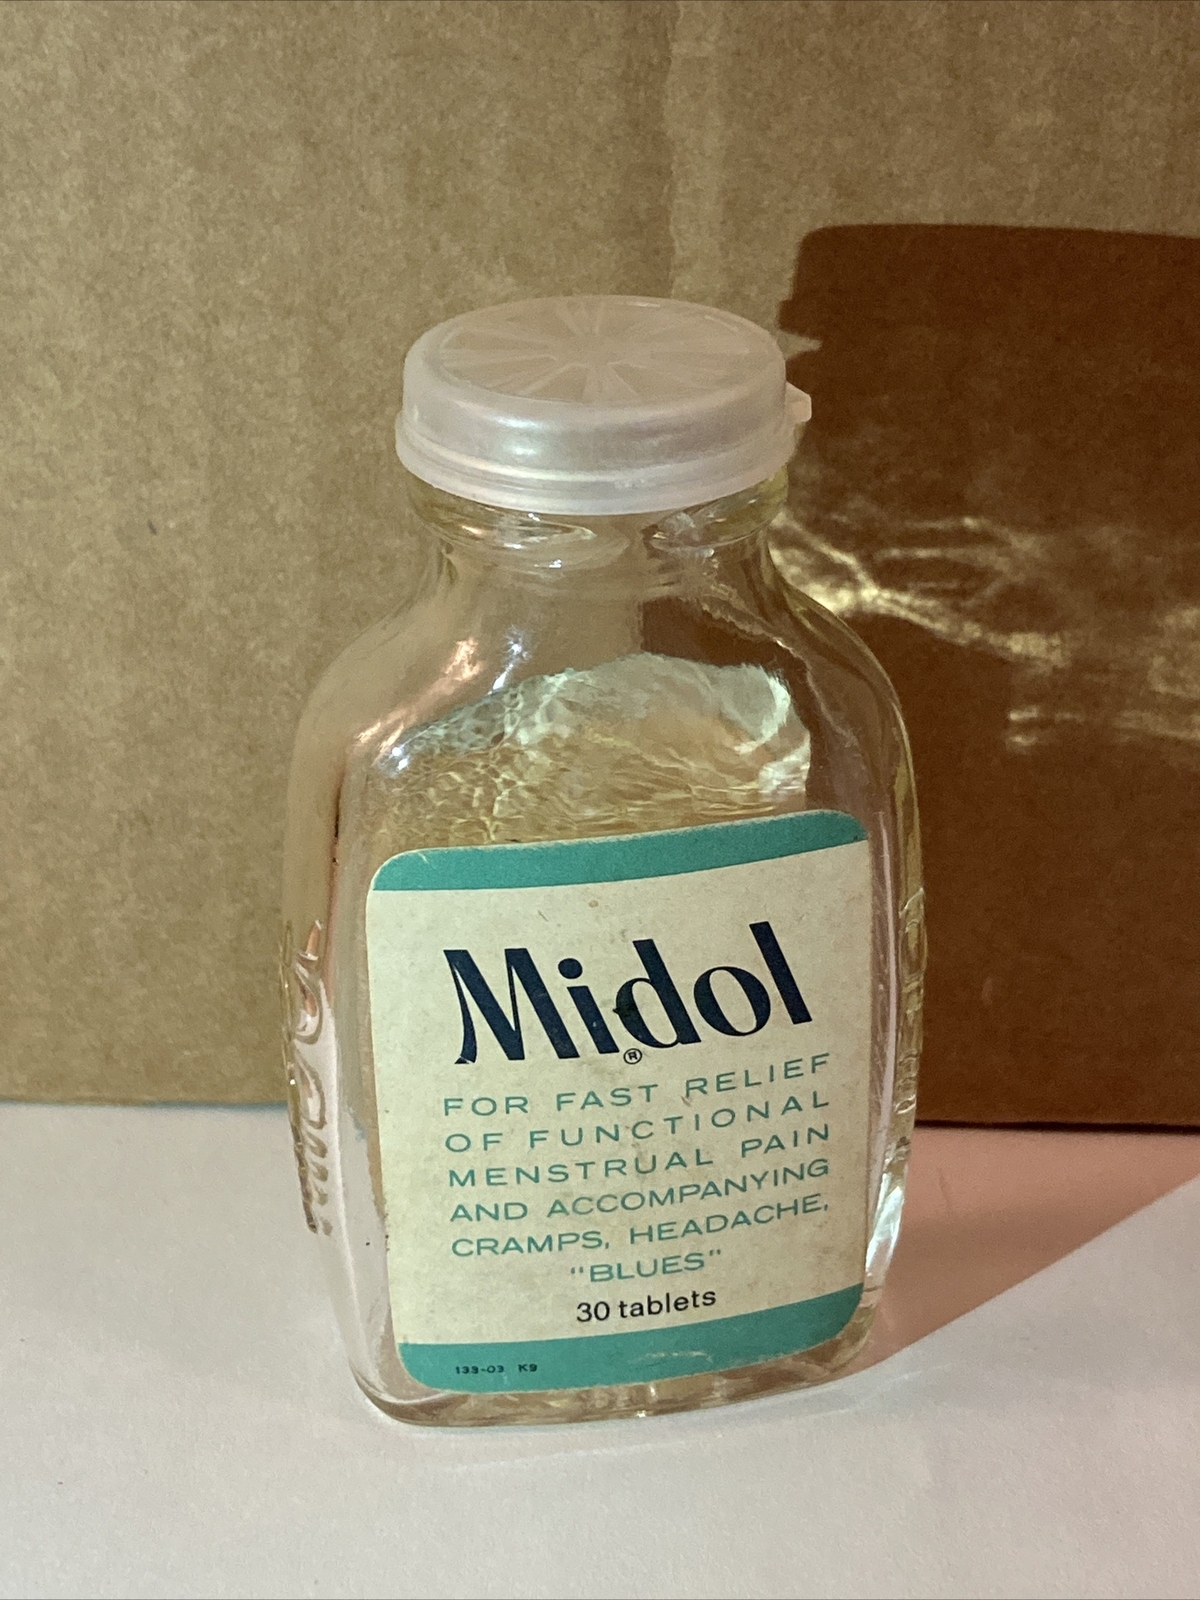 Midol
®
FOR FAST RELIEF
OF FUNCTIONAL
MENSTRUAL PAIN
AND ACCOMPANYING
CRAMPS, HEADACHE,
"BLUES"
30 tablets
133-03 K9